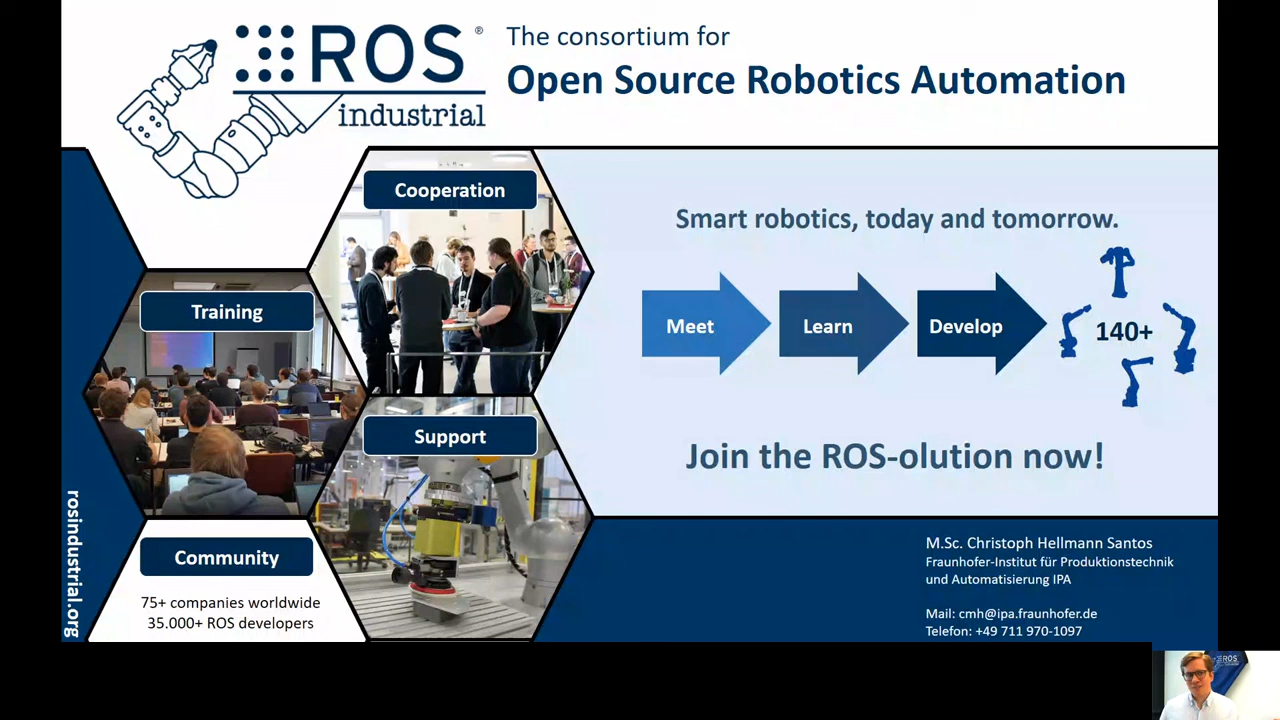 ROS®
industrial
The consortium for
Open Source Robotics Automation
Cooperation
Training
Support
Community
75+ companies worldwide
35.000+ ROS developers
rosindustrial.org
Smart robotics, today and tomorrow.
Meet
Learn
Develop
140+
Join the ROS-olution now!
M.Sc. Christoph Hellmann Santos
Fraunhofer-Institut für Produktionstechnik
und Automatisierung IPA
Mail: cmh@ipa.fraunhofer.de
Telefon: +49 711 970-1097
ROS